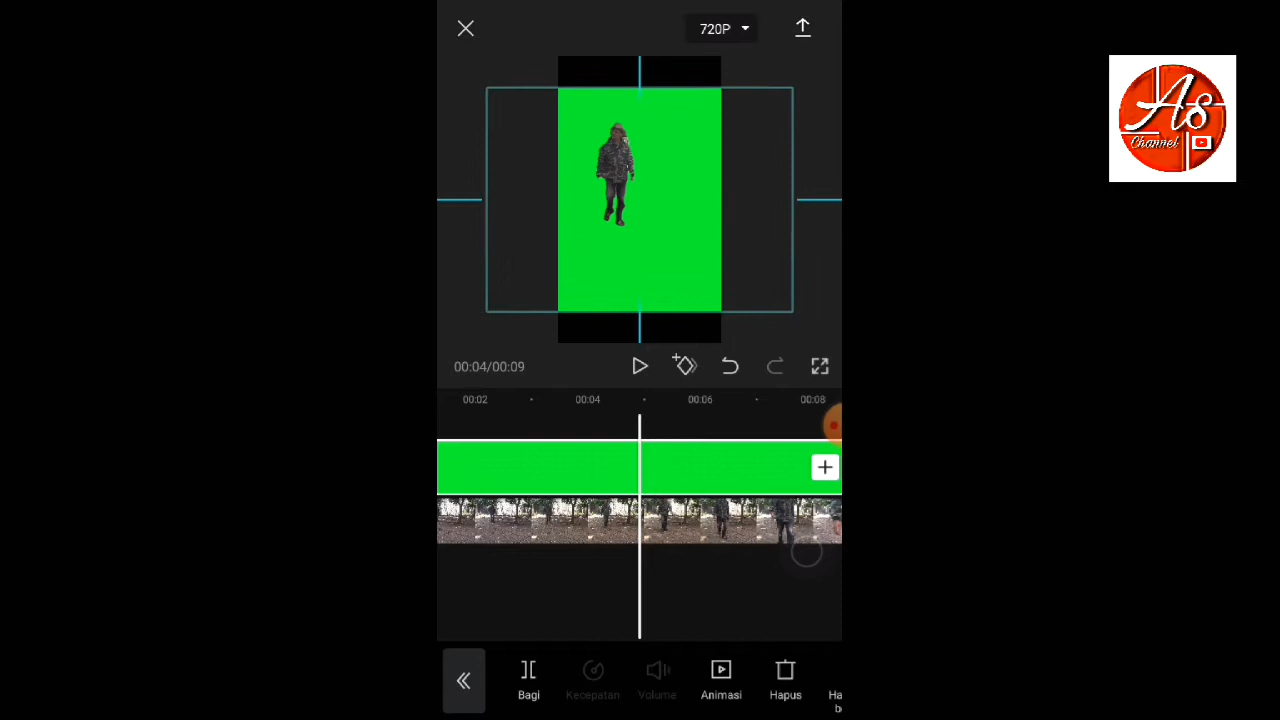 720P
As
Channel
00:04/00:09
00:02
00:04
00:06
00:08
Bagi
Kecepatan
Volume
Animasi
Hapus
Ha
b